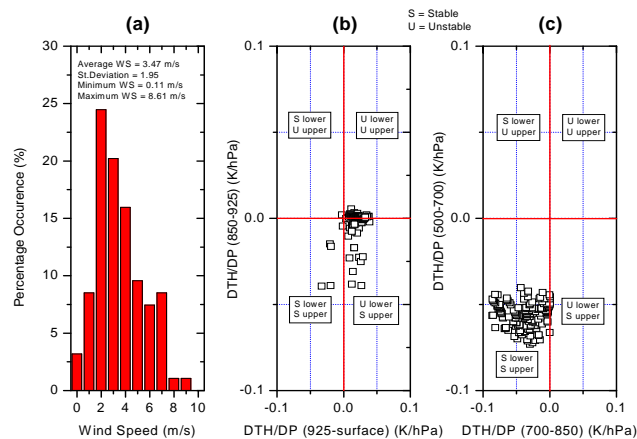 (a)
(b)
S = Stable
U = Unstable
(c)
Average WS = 3.47 m/s
St.Deviation = 1.95
Minimum WS = 0.11 m/s
Maximum WS = 8.61 m/s
Percentage Occurence (%)
30
25
20
15
10
5
0
0 2 4 6 8 10
Wind Speed (m/s)
DTH/DP (850-925) (K/hPa)
0.1
0.0
-0.1
S lower
U upper
U lower
U upper
S lower
S upper
U lower
S upper
-0.1 0.0 0.1
DTH/DP (925-surface) (K/hPa)
DTH/DP (500-700) (K/hPa)
0.1
0.0
-0.1
S lower
U upper
U lower
U upper
U lower
S upper
S lower
S upper
0.0 0.1
DTH/DP (700-850) (K/hPa)